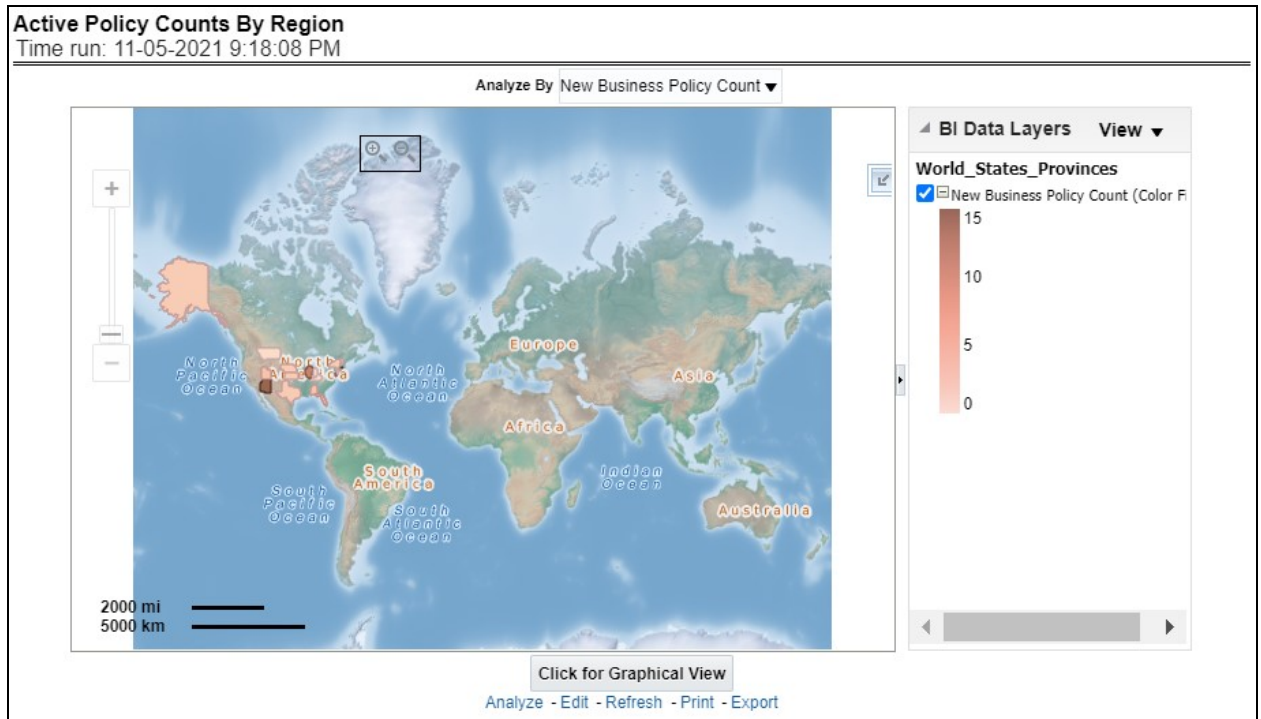 Active Policy Counts By Region
Time run: 11-05-2021 9:18:08 PM
Analyze By New Business Policy Count
BI Data Layers View
World_States_Provinces
New Business Policy Count (Color Fi
15
10
5
0
Europe
North
Pacific
Ocean
North
America
North
Atlantic
Ocean
Asia
Africa
South
America
Indian
Ocean
South
Pacific
Ocean
South
Atlantic
Ocean
Australia
2000 mi
5000 km
Click for Graphical View
Analyze - Edit - Refresh - Print - Export